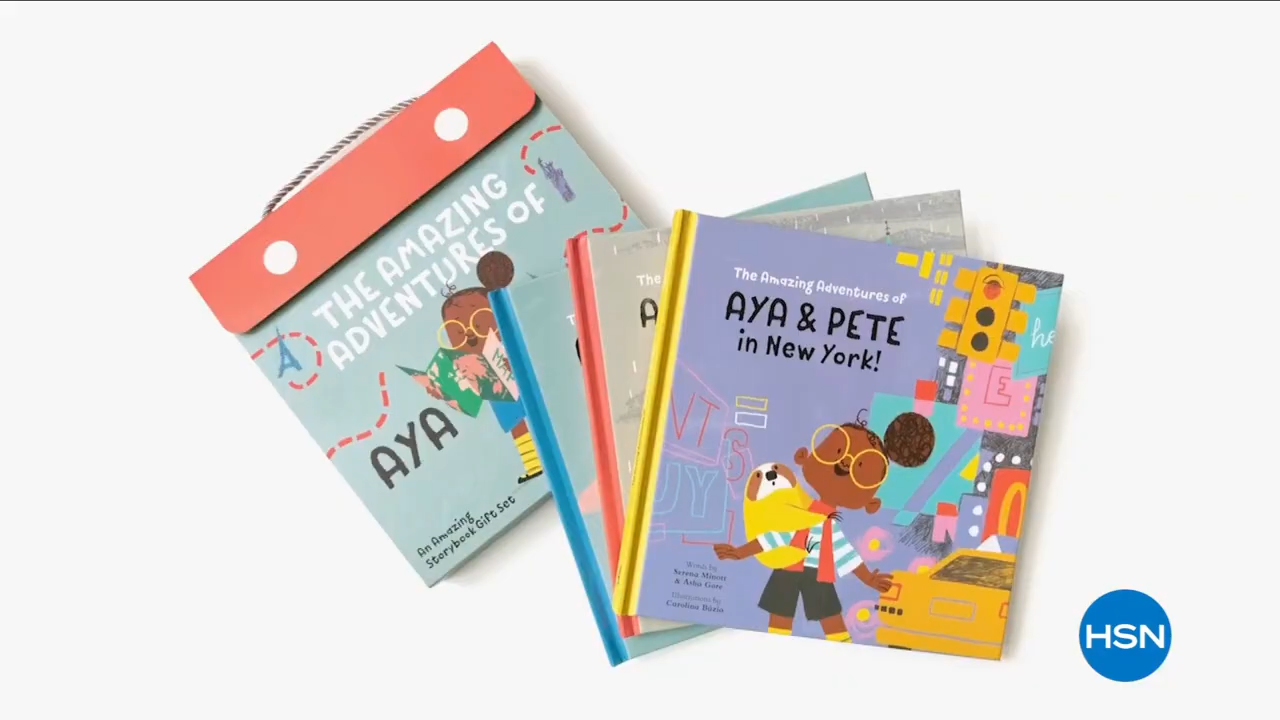 THE AMAZING
ADVENTURES OF
AYA
An Amazing
Storybook Gift Set
The Amazing Adventures of
AYA & PETE
in New York!
Words by
Serena Minott
& Asha Gore
Illustrations by
Carolina Búzio
E
HSN